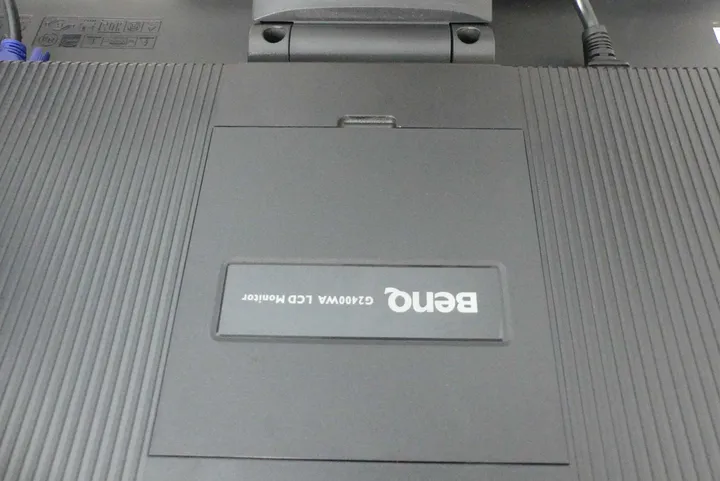 BenQ G2400WA LCD Monitor